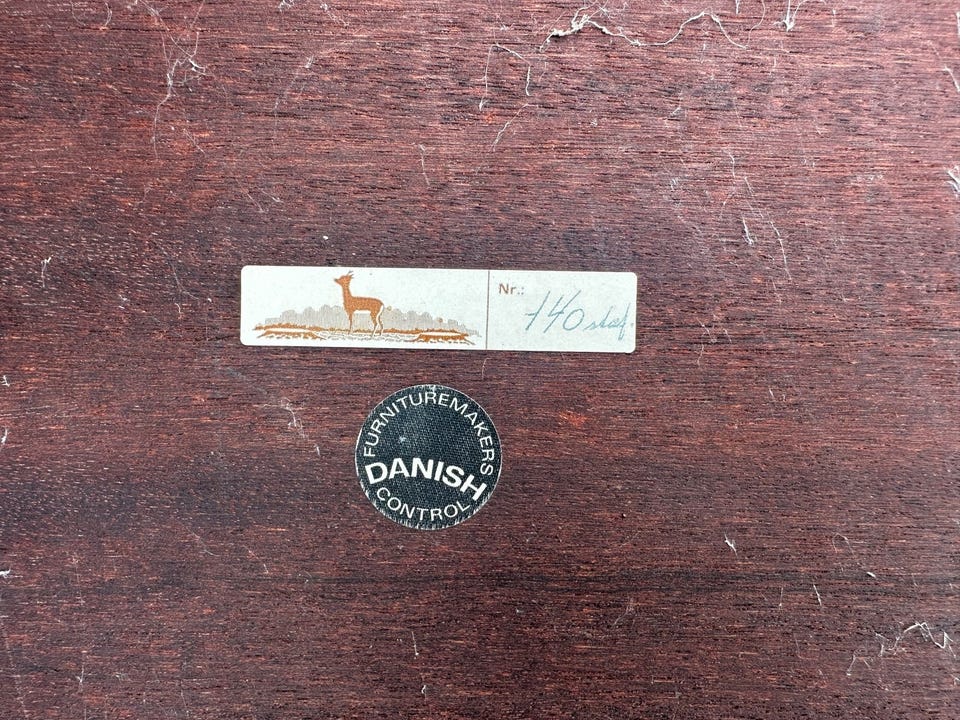 Nr.: 140
FURNITUREMAKERS
DANISH
CONTROL